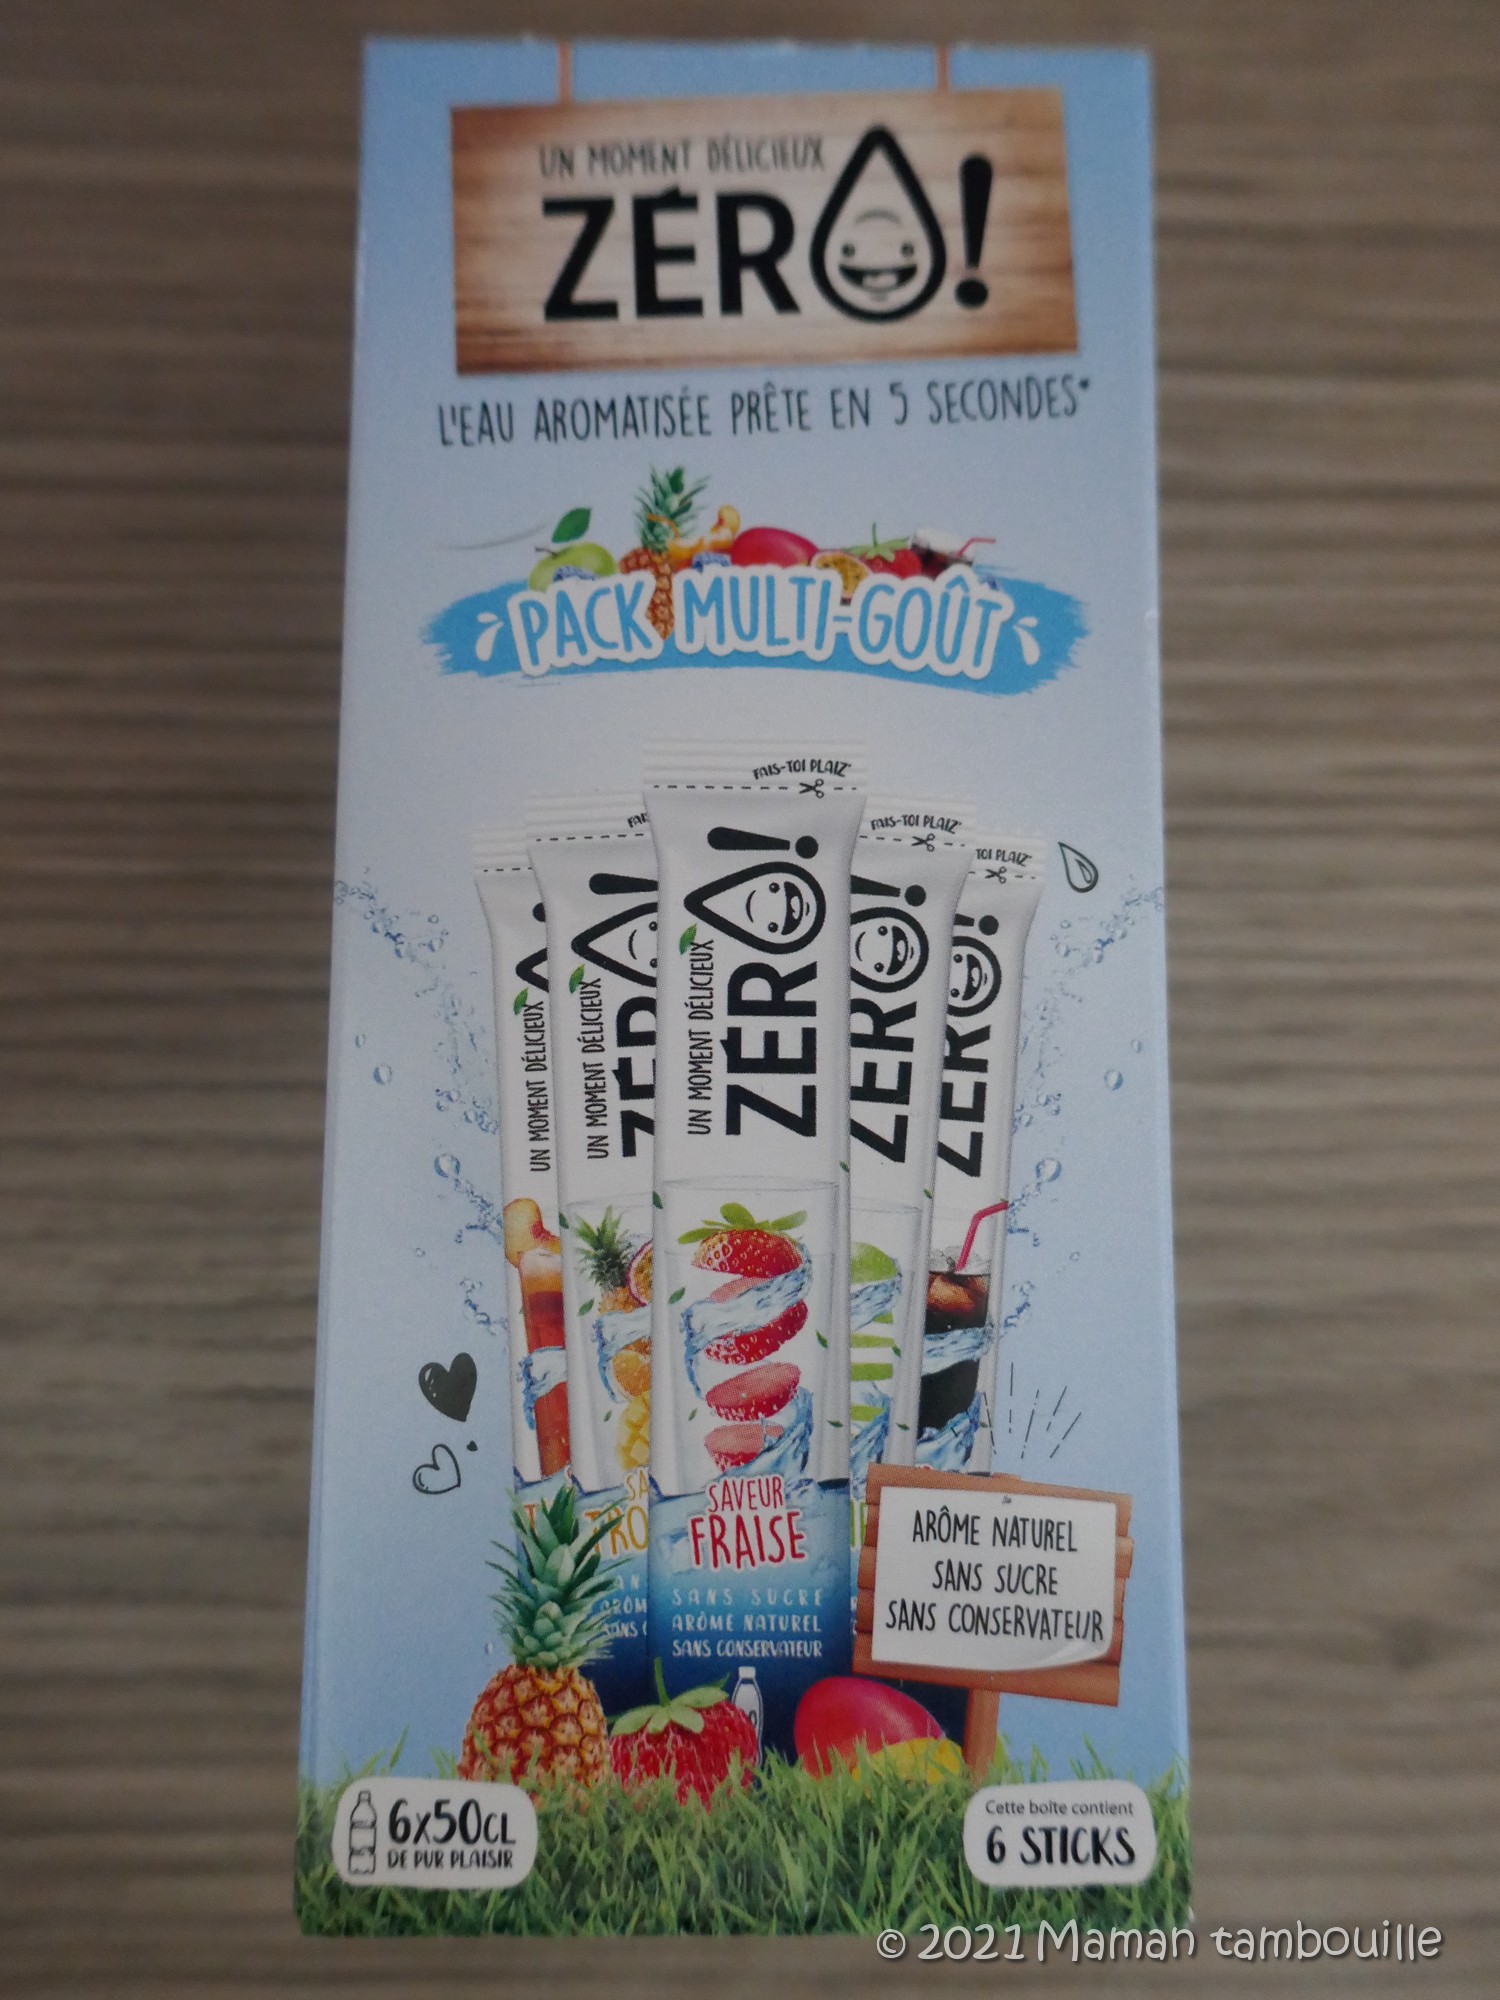 UN MOMENT DÉLICIEUX
ZÉRO!
L'EAU AROMATISÉE PRÊTE EN 5 SECONDES*
PACK MULTI-GOÛT
FAIS-TOI PLAIZ'
FAIS-TOI PLAIZ'
TOI PLAIZ'
UN MOMENT DÉLICIEUX
UN MOMENT DÉLICIEUX
UN MOMENT DÉLICIEUX
ZÉRO!
ZÉRO!
ZÉRO!
SAVEUR
FRAISE
SANS SUCRE
ARÔME NATUREL
SANS CONSERVATEUR
ARÔME NATUREL
SANS SUCRE
SANS CONSERVATEUR
6x50CL
DE PUR PLAISIR
Cette boîte contient
6 STICKS
© 2021 Maman tambouille